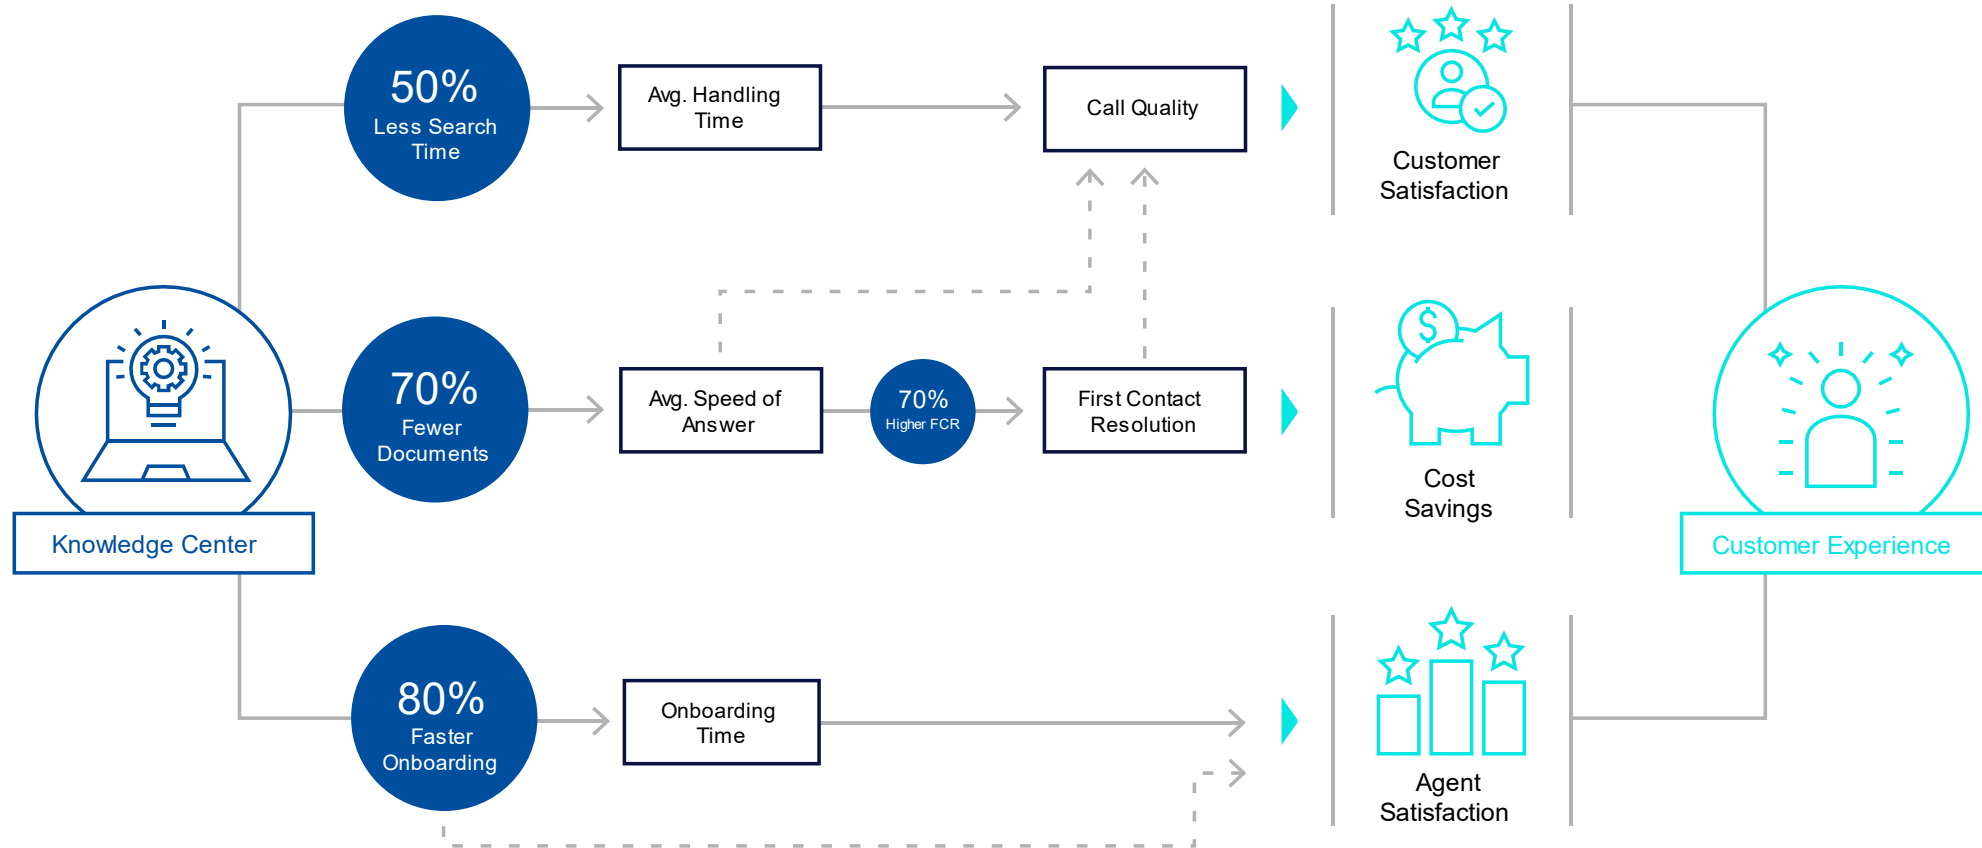 50%
Less Search
Time
Avg. Handling
Time
Call Quality
Customer
Satisfaction
Knowledge Center
70%
Fewer
Documents
Avg. Speed of
Answer
70%
Higher FCR
First Contact
Resolution
$
Cost
Savings
Customer Experience
80%
Faster
Onboarding
Onboarding
Time
Agent
Satisfaction